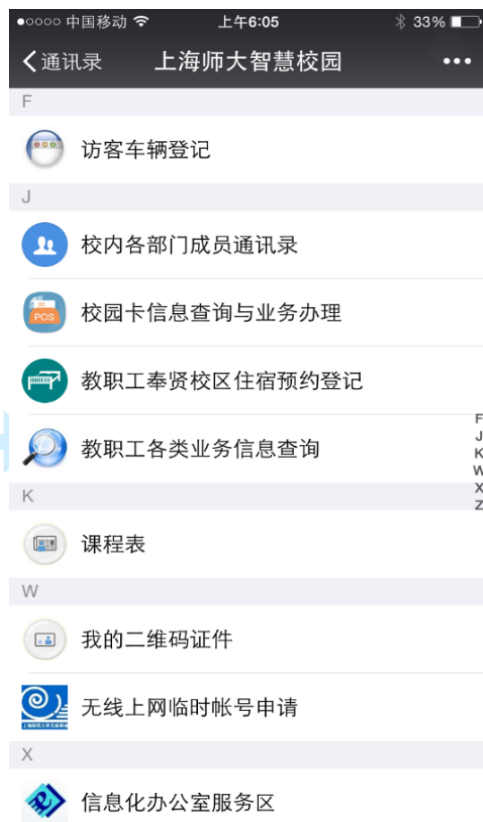 中国移动 上午6:05 33%
通讯录 上海师大智慧校园
F
访客车辆登记
J
校内各部门成员通讯录
POS 校园卡信息查询与业务办理
教职工奉贤校区住宿预约登记
教职工各类业务信息查询
K
课程表
W
我的二维码证件
无线上网临时帐号申请
X
信息化办公室服务区
F
J
K
W
X
Z